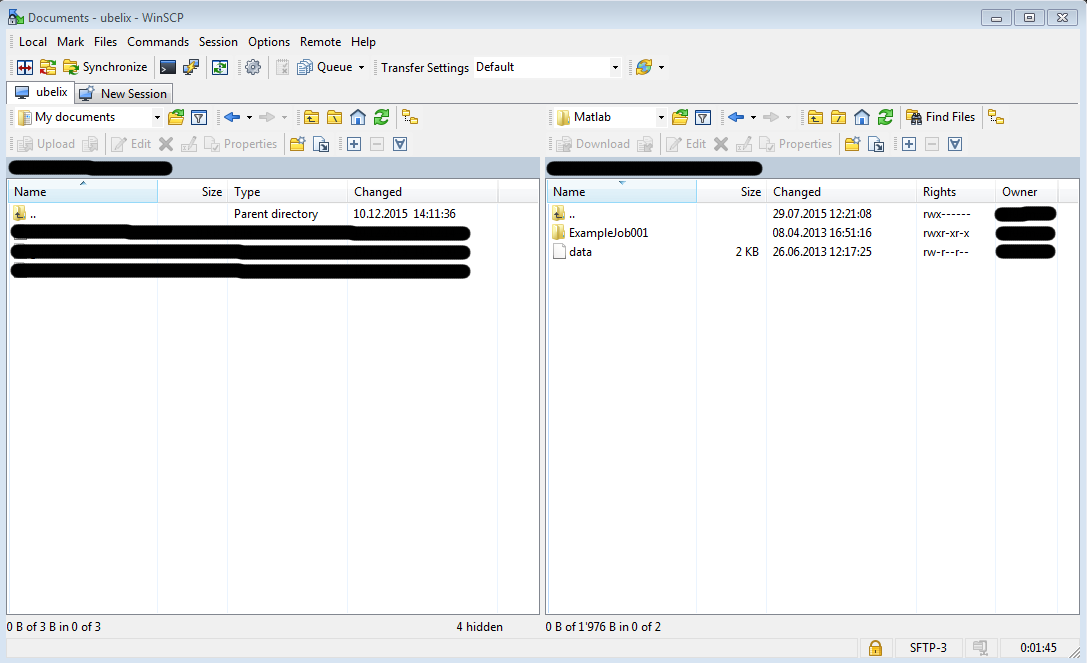 Documents - ubelix - WinSCP
Local Mark Files Commands Session Options Remote Help
Synchronize Queue Transfer Settings Default
ubelix New Session
My documents Matlab Find Files
Upload Edit Properties Download Edit Properties
Name Size Type Changed Name Size Changed Rights Owner
.. Parent directory 10.12.2015 14:11:36 .. 29.07.2015 12:21:08 rwx------
ExampleJob001 08.04.2013 16:51:16 rwxr-xr-x
data 2 KB 26.06.2013 12:17:25 rw-r--r--
0 B of 3 B in 0 of 3 4 hidden 0 B of 1'976 B in 0 of 2
SFTP-3 0:01:45